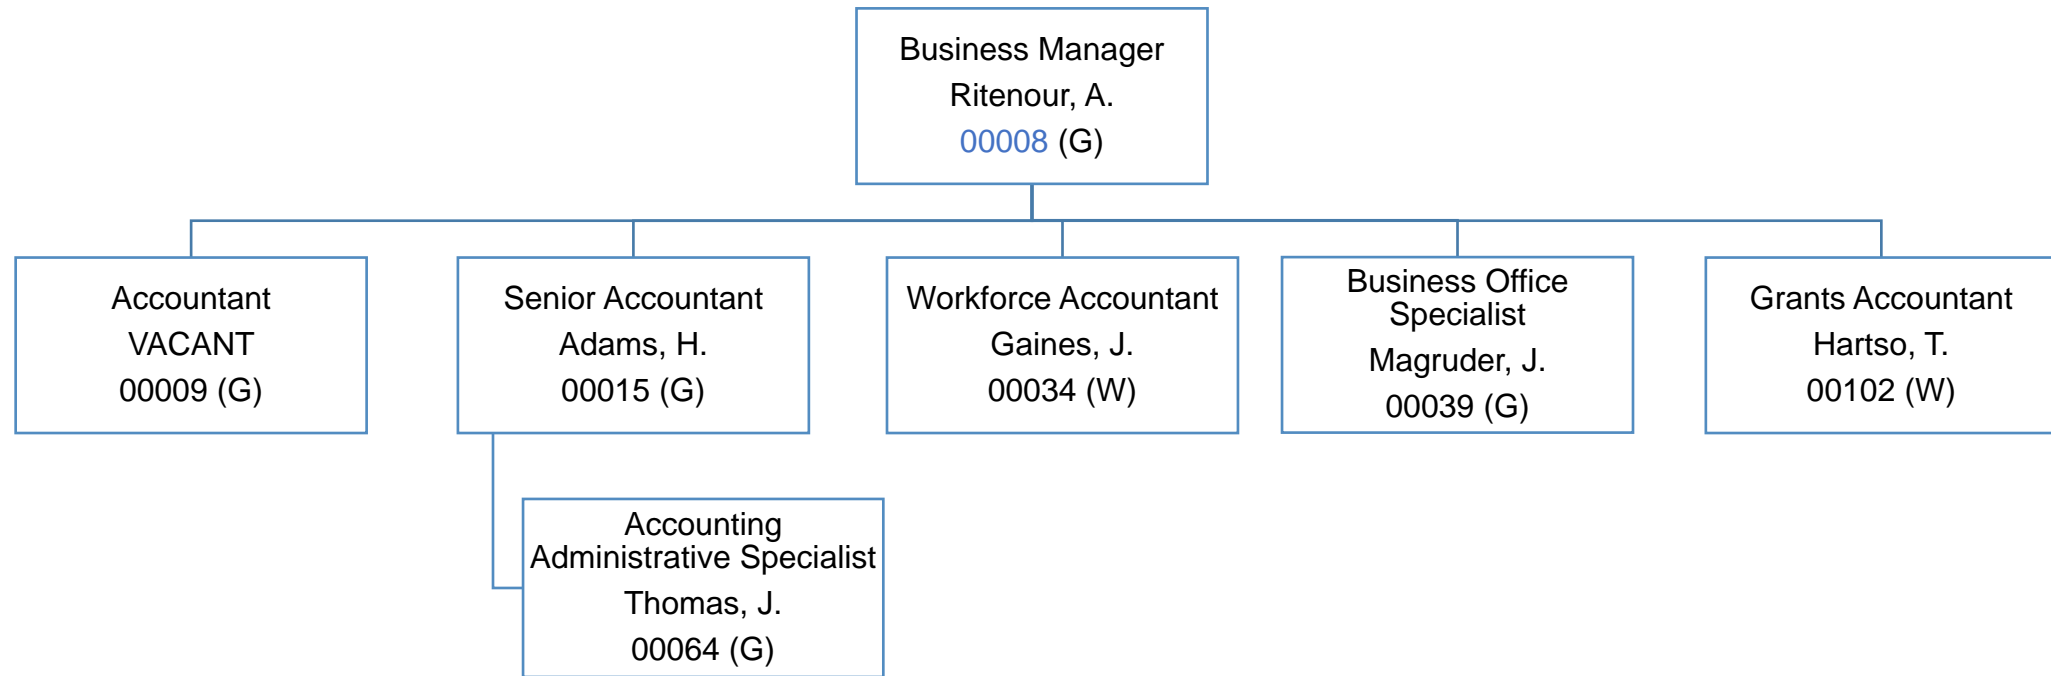 Business Manager
Ritenour, A.
00008 (G)
Accountant
VACANT
00009 (G)
Senior Accountant
Adams, H.
00015 (G)
Workforce Accountant
Gaines, J.
00034 (W)
Business Office
Specialist
Magruder, J.
00039 (G)
Grants Accountant
Hartso, T.
00102 (W)
Accounting
Administrative Specialist
Thomas, J.
00064 (G)